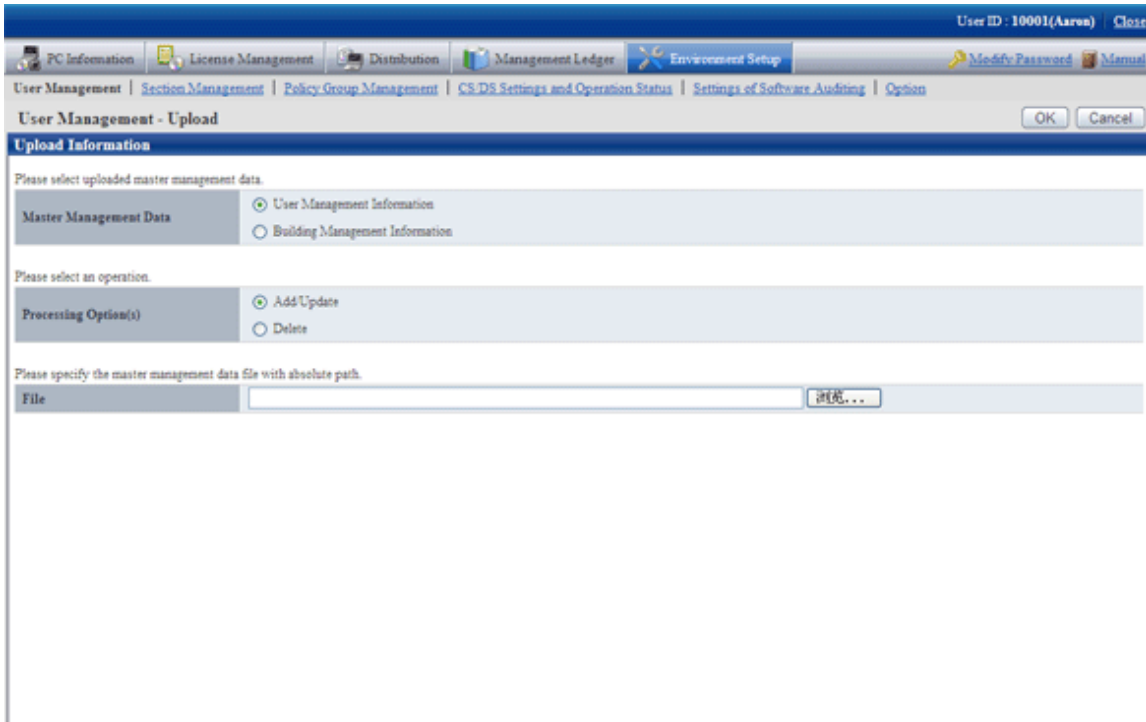 User ID : 10001(Aaron) Close
PC Information License Management Distribution Management Ledger Environment Setup Modify Password Manual
User Management | Section Management | Policy Group Management | CS/DS Settings and Operation Status | Settings of Software Auditing | Option
User Management - Upload OK Cancel
Upload Information
Please select uploaded master management data.
Master Management Data
User Management Information
Building Management Information
Please select an operation.
Processing Option(s)
Add/Update
Delete
Please specify the master management data file with absolute path.
File 浏览...